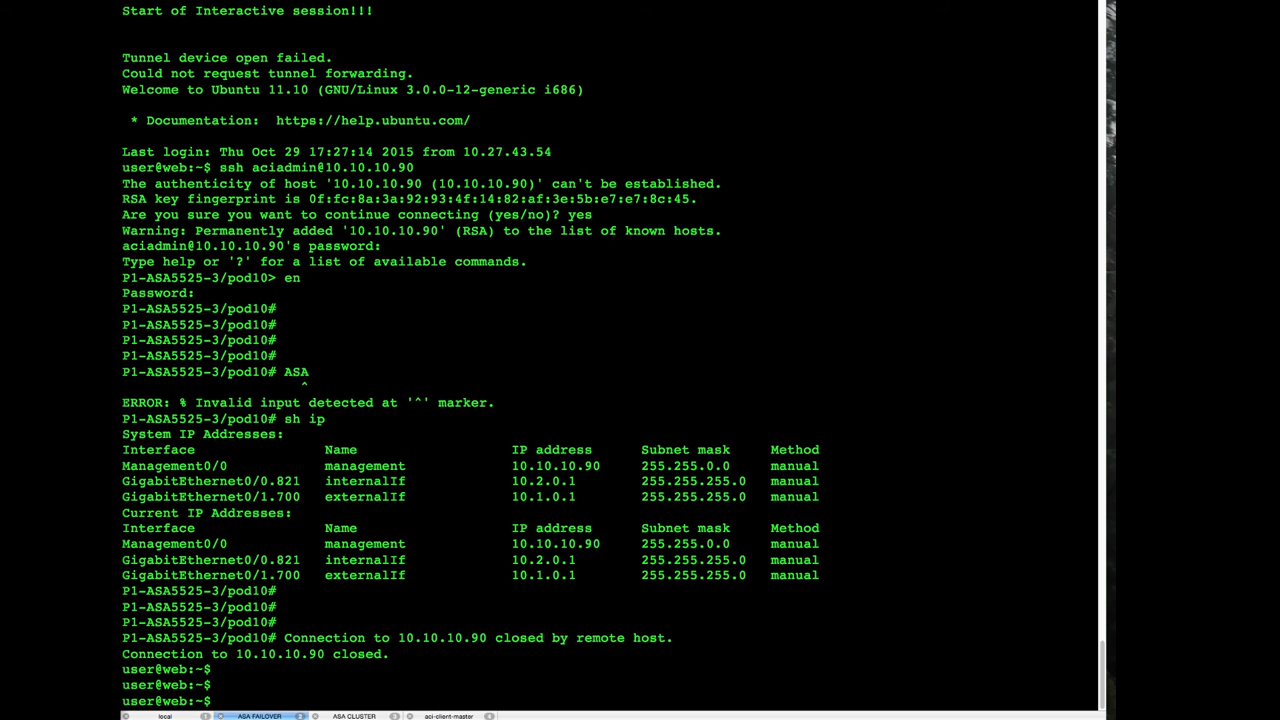 Start of Interactive session!!!
Tunnel device open failed.
Could not request tunnel forwarding.
Welcome to Ubuntu 11.10 (GNU/Linux 3.0.0-12-generic i686)
* Documentation:  https://help.ubuntu.com/
Last login: Thu Oct 29 17:27:14 2015 from 10.27.43.54
user@web:~$ ssh aciadmin@10.10.10.90
The authenticity of host '10.10.10.90 (10.10.10.90)' can't be established.
RSA key fingerprint is 0f:fc:8a:3a:92:93:4f:14:82:af:3e:5b:e7:e7:8c:45.
Are you sure you want to continue connecting (yes/no)? yes
Warning: Permanently added '10.10.10.90' (RSA) to the list of known hosts.
aciadmin@10.10.10.90's password:
Type help or '?' for a list of available commands.
P1-ASA5525-3/pod10> en
Password:
P1-ASA5525-3/pod10#
P1-ASA5525-3/pod10#
P1-ASA5525-3/pod10#
P1-ASA5525-3/pod10#
P1-ASA5525-3/pod10# ASA
^
ERROR: % Invalid input detected at '^' marker.
P1-ASA5525-3/pod10# sh ip
System IP Addresses:
Interface Name IP address Subnet mask Method
Management0/0 management 10.10.10.90 255.255.0.0 manual
GigabitEthernet0/0.821 internalIf 10.2.0.1 255.255.255.0 manual
GigabitEthernet0/1.700 externalIf 10.1.0.1 255.255.255.0 manual
Current IP Addresses:
Interface Name IP address Subnet mask Method
Management0/0 management 10.10.10.90 255.255.0.0 manual
GigabitEthernet0/0.821 internalIf 10.2.0.1 255.255.255.0 manual
GigabitEthernet0/1.700 externalIf 10.1.0.1 255.255.255.0 manual
P1-ASA5525-3/pod10#
P1-ASA5525-3/pod10#
P1-ASA5525-3/pod10#
P1-ASA5525-3/pod10# Connection to 10.10.10.90 closed by remote host.
Connection to 10.10.10.90 closed.
user@web:~$
user@web:~$
user@web:~$
local 1 ASA FAILOVER 2 ASA CLUSTER 3 aci-client-master 4